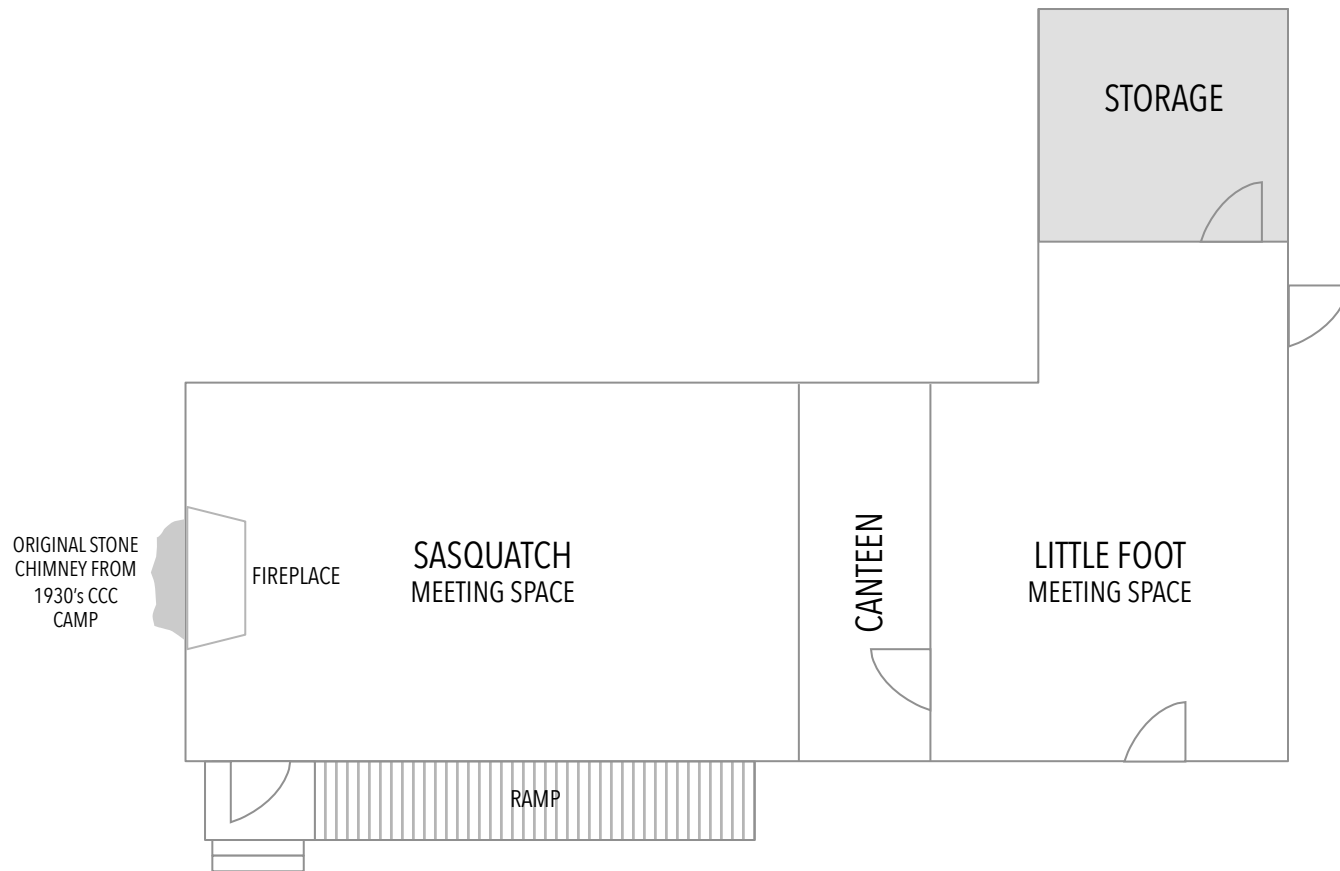 STORAGE
ORIGINAL STONE
CHIMNEY FROM
1930's CCC
CAMP
FIREPLACE
SASQUATCH
MEETING SPACE
CANTEEN
LITTLE FOOT
MEETING SPACE
RAMP